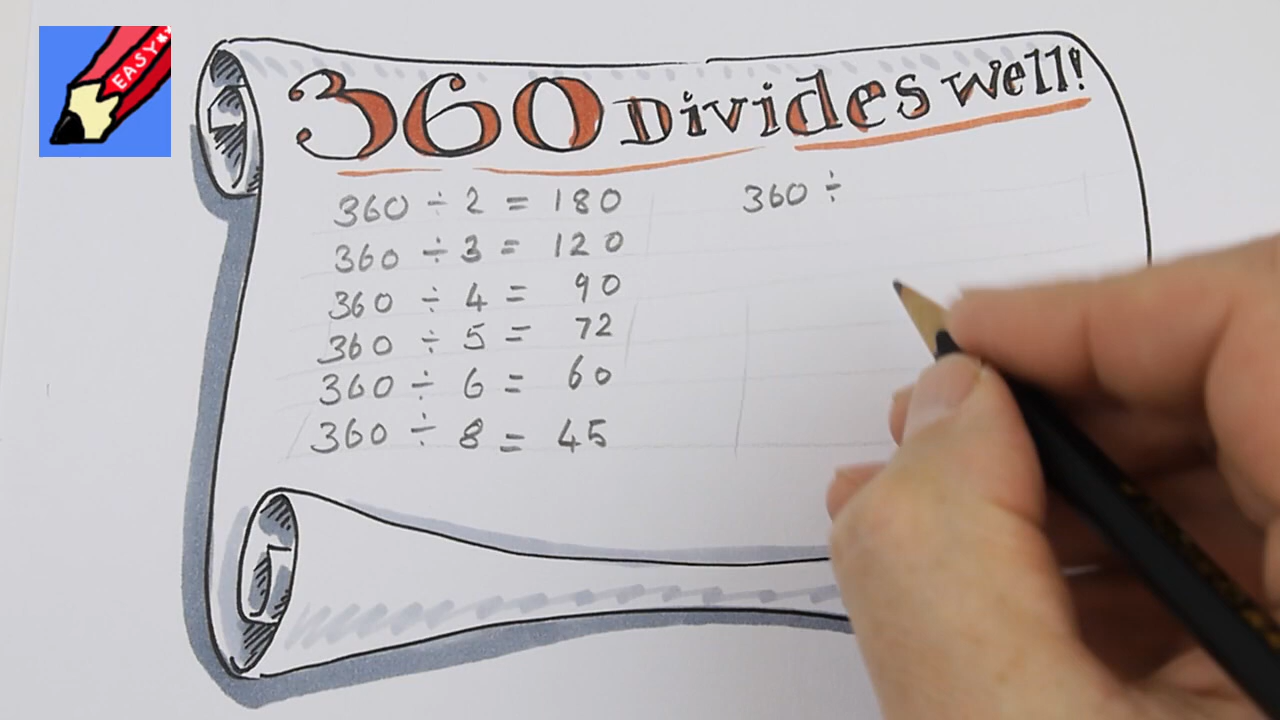 EASY
360 Divides well!
360 ÷ 2 = 180
360 ÷ 3 = 120
360 ÷ 4 = 90
360 ÷ 5 = 72
360 ÷ 6 = 60
360 ÷ 8 = 45
360 ÷